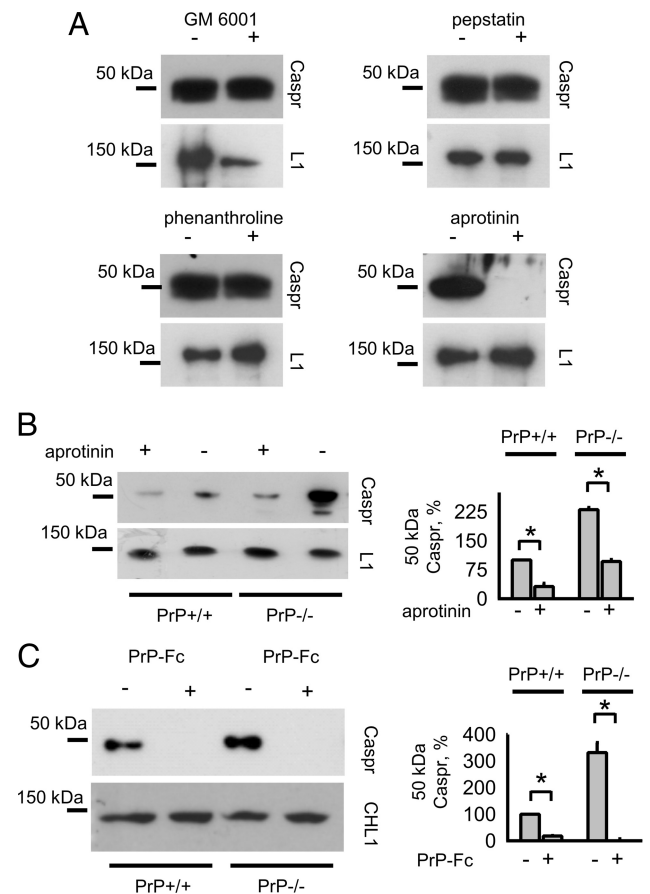 A
GM 6001
- +
50 kDa
Caspr
150 kDa
L1
pepstatin
- +
50 kDa
Caspr
150 kDa
L1
phenanthroline
- +
50 kDa
Caspr
150 kDa
L1
aprotinin
- +
50 kDa
Caspr
150 kDa
L1
B
aprotinin + - + -
50 kDa
Caspr
150 kDa
L1
PrP+/+ PrP-/-
PrP+/+ PrP-/-
50 kDa
Caspr, %
225
150
75
0
* *
aprotinin - + - +
C
PrP-Fc PrP-Fc
- + - +
50 kDa
Caspr
150 kDa
CHL1
PrP+/+ PrP-/-
PrP+/+ PrP-/-
50 kDa
Caspr, %
400
300
200
100
0
* *
PrP-Fc - + - +